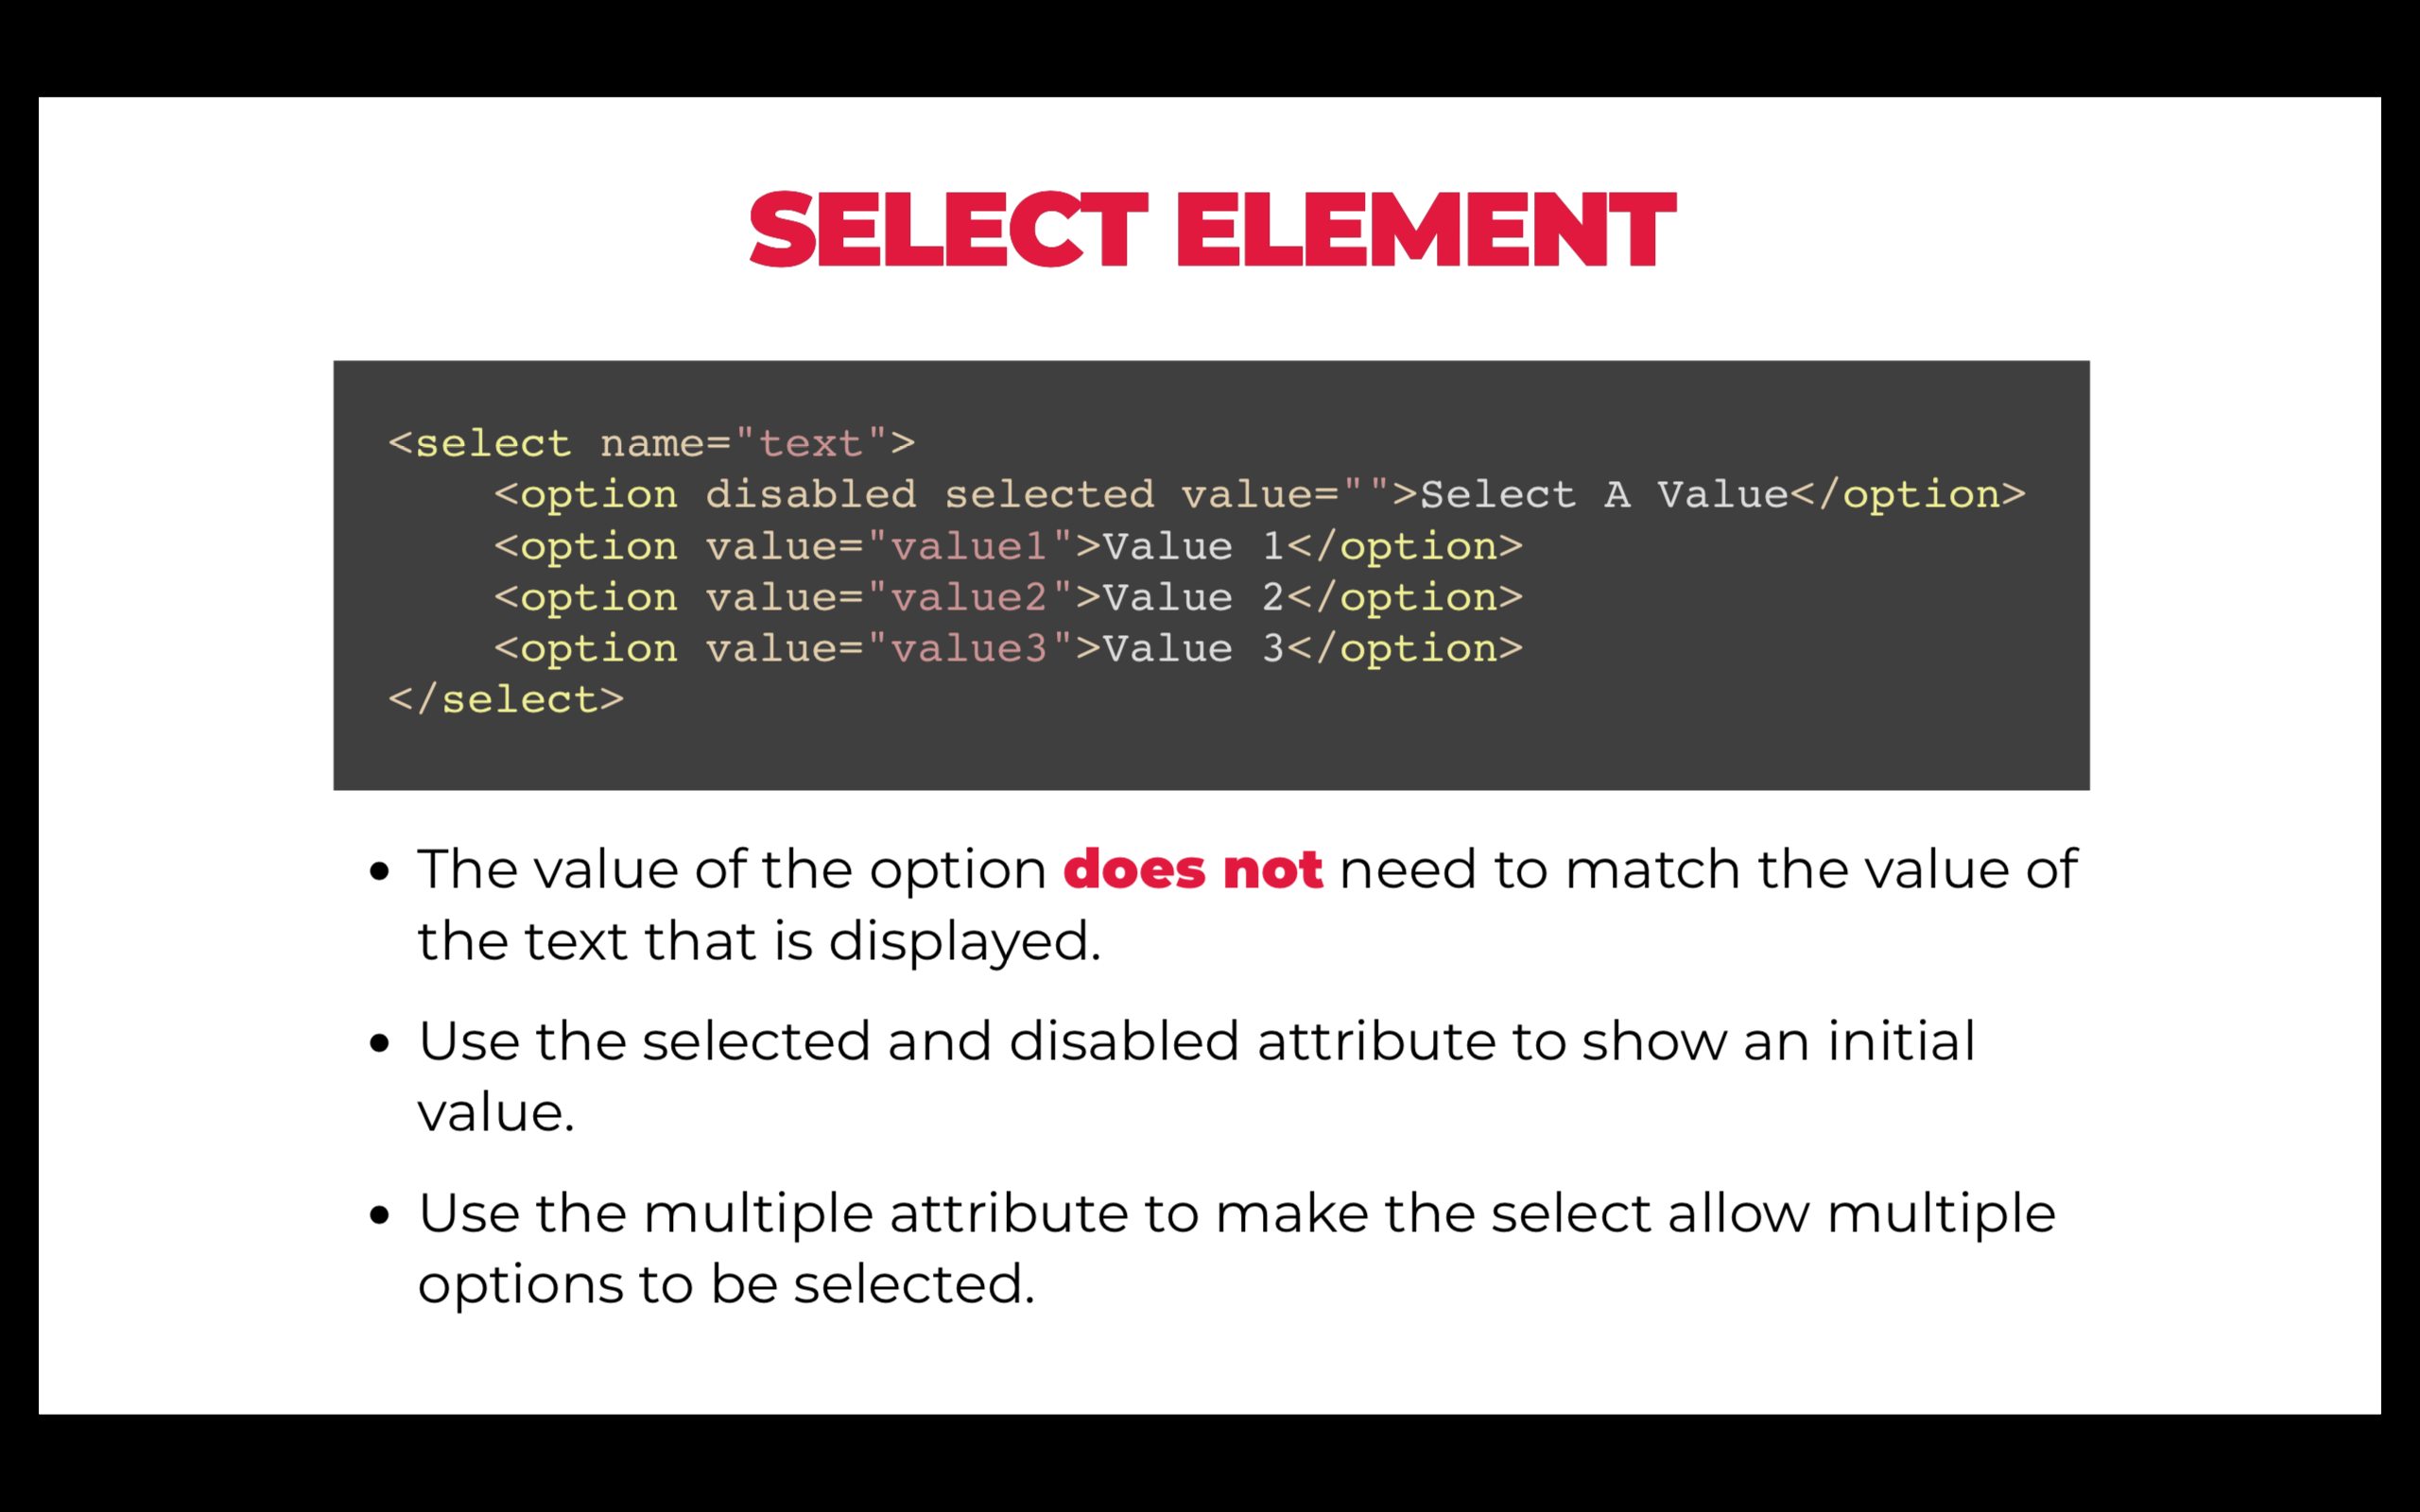 SELECT ELEMENT
<select name="text">
    <option disabled selected value="">Select A Value</option>
    <option value="value1">Value 1</option>
    <option value="value2">Value 2</option>
    <option value="value3">Value 3</option>
</select>
• The value of the option does not need to match the value of
the text that is displayed.
• Use the selected and disabled attribute to show an initial
value.
• Use the multiple attribute to make the select allow multiple
options to be selected.